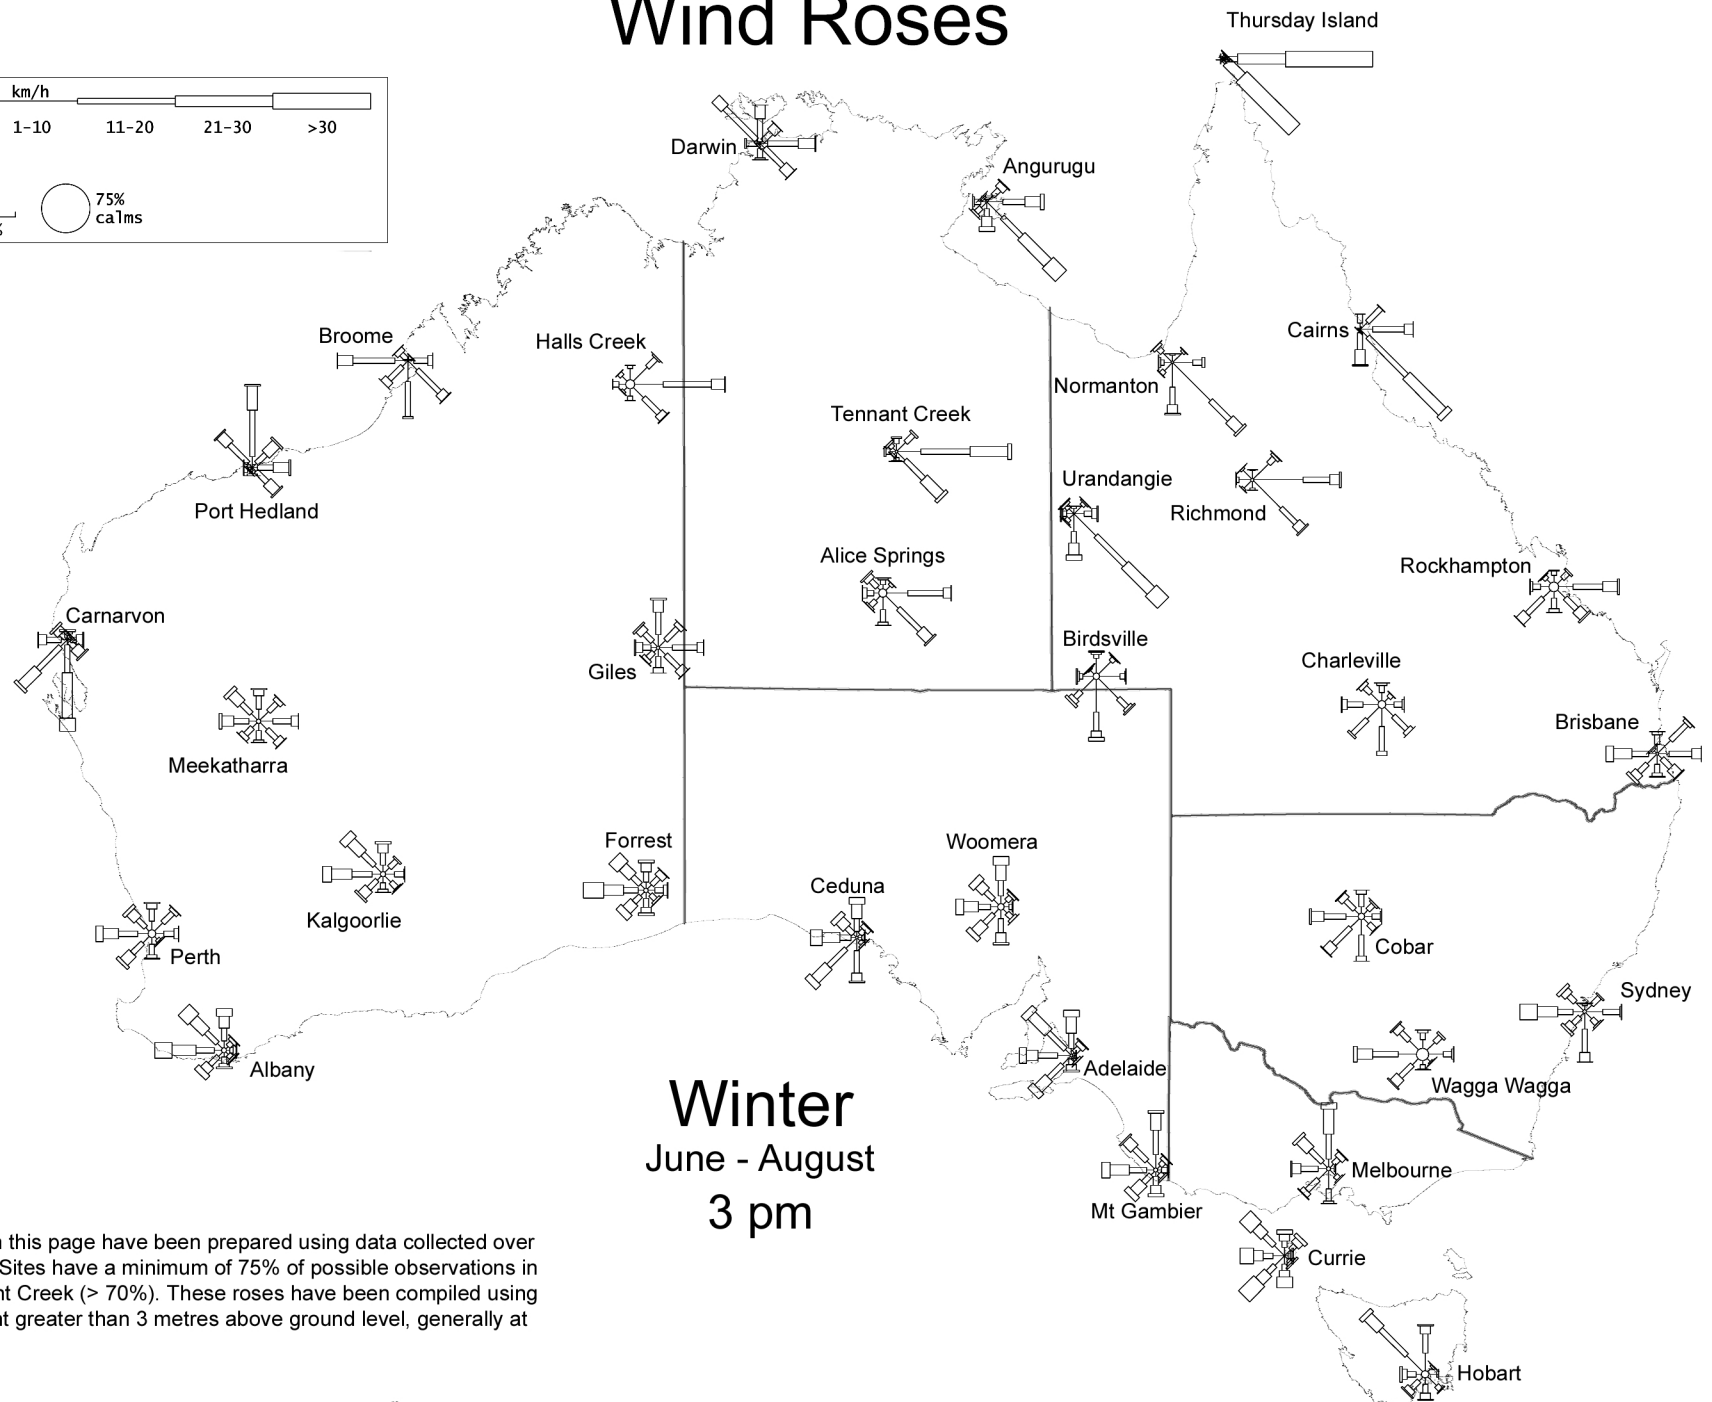 Wind Roses
Thursday Island
km/h
1-10 11-20 21-30 >30
75%
calms
Darwin
Angurugu
Broome
Halls Creek
Cairns
Normanton
Tennant Creek
Urandangie
Port Hedland
Richmond
Alice Springs
Rockhampton
Carnarvon
Birdsville
Giles
Charleville
Brisbane
Meekatharra
Forrest
Woomera
Ceduna
Kalgoorlie
Cobar
Perth
Sydney
Albany
Adelaide
Wagga Wagga
Winter
June - August
3 pm
Melbourne
Mt Gambier
Currie
this page have been prepared using data collected over
Sites have a minimum of 75% of possible observations in
Creek (> 70%). These roses have been compiled using
greater than 3 metres above ground level, generally at
Hobart